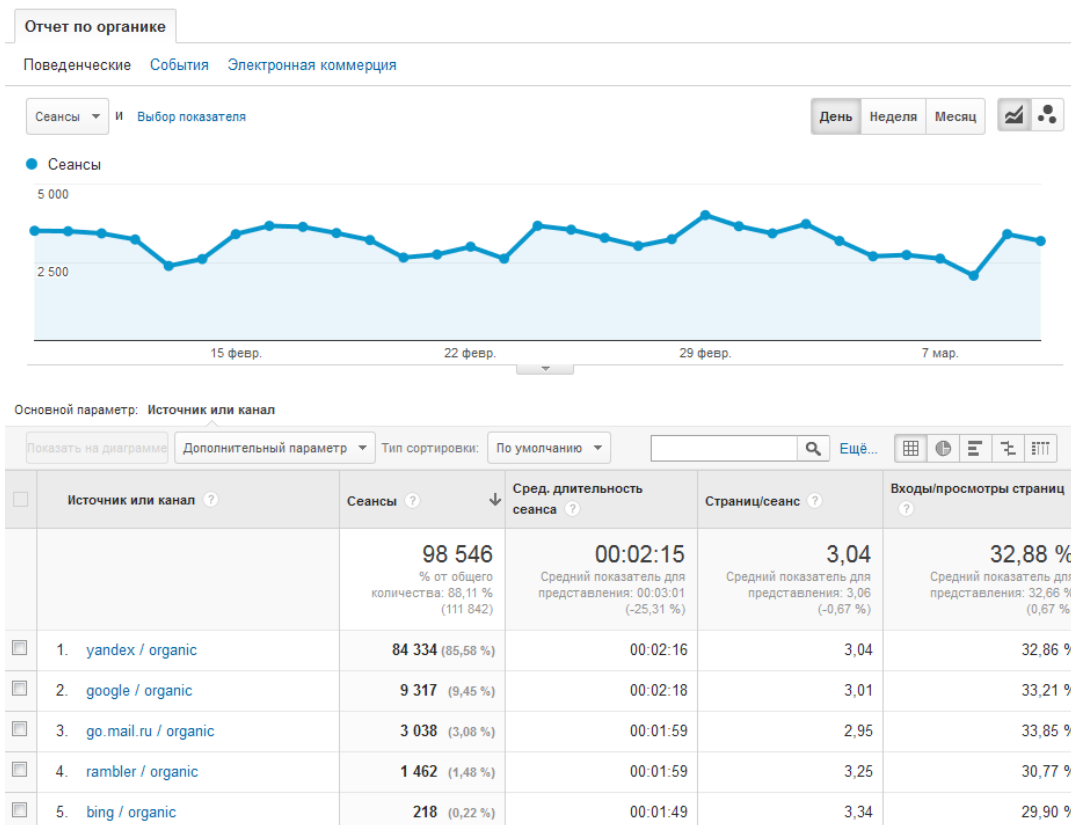 Отчет по органике
Поведенческие События Электронная коммерция
Сеансы и Выбор показателя День Неделя Месяц
Сеансы
5 000
2 500
15 февр. 22 февр. 29 февр. 7 мар.
Основной параметр: Источник или канал
Показать на диаграмме Дополнительный параметр Тип сортировки: По умолчанию Ещё...
Источник или канал ? Сеансы ? Сред. длительность сеанса ? Страниц/сеанс ? Входы/просмотры страниц ?
98 546 00:02:15 3,04 32,88 %
% от общего количества: 88,11 % (111 842) Средний показатель для представления: 00:03:01 (-25,31 %) Средний показатель для представления: 3,06 (-0,67 %) Средний показатель для представления: 32,66 % (0,67 %
1. yandex / organic 84 334 (85,58 %) 00:02:16 3,04 32,86 %
2. google / organic 9 317 (9,45 %) 00:02:18 3,01 33,21 %
3. go.mail.ru / organic 3 038 (3,08 %) 00:01:59 2,95 33,85 %
4. rambler / organic 1 462 (1,48 %) 00:01:59 3,25 30,77 %
5. bing / organic 218 (0,22 %) 00:01:49 3,34 29,90 %